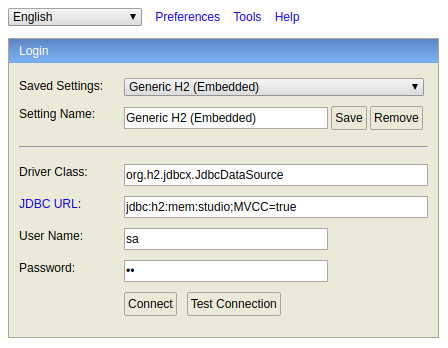 English Preferences Tools Help
Login
Saved Settings: Generic H2 (Embedded)
Setting Name: Generic H2 (Embedded) Save Remove
Driver Class: org.h2.jdbcx.JdbcDataSource
JDBC URL: jdbc:h2:mem:studio;MVCC=true
User Name: sa
Password: ••
Connect Test Connection